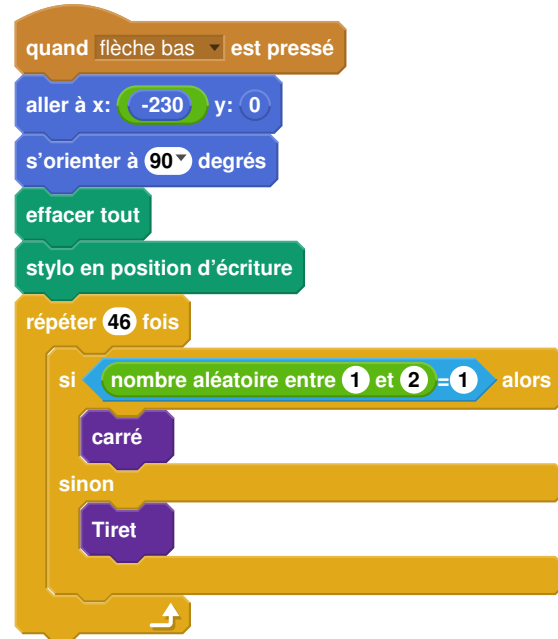 quand flèche bas est pressé
aller à x: -230 y: 0
s'orienter à 90 degrés
effacer tout
stylo en position d'écriture
répéter 46 fois
si nombre aléatoire entre 1 et 2 = 1 alors
carré
sinon
Tiret